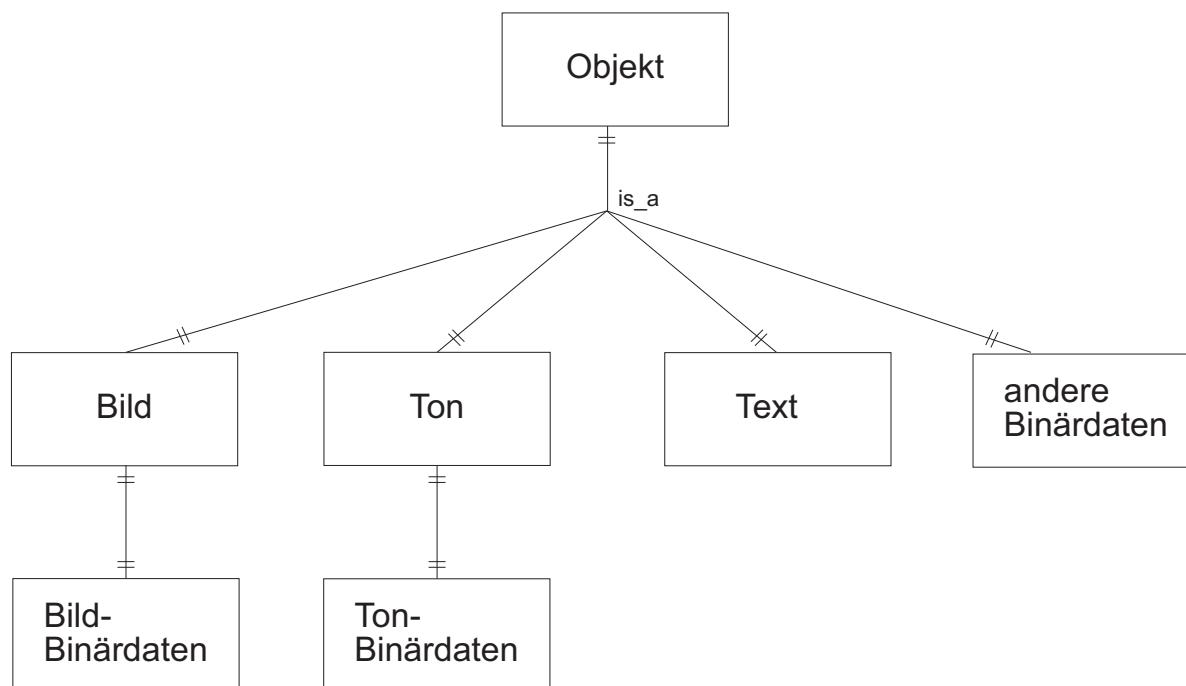 Objekt
is_a
Bild
Ton
Text
andere
Binärdaten
Bild-
Binärdaten
Ton-
Binärdaten